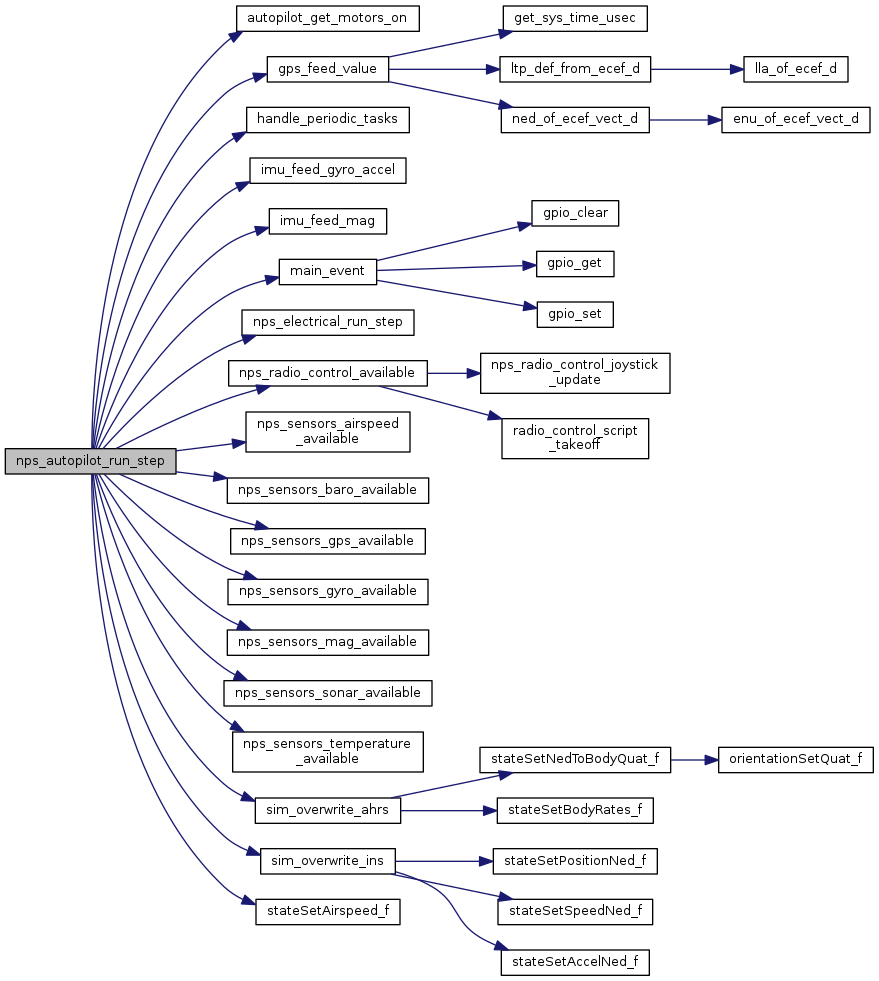 autopilot_get_motors_on
get_sys_time_usec
gps_feed_value
ltp_def_from_ecef_d
lla_of_ecef_d
handle_periodic_tasks
ned_of_ecef_vect_d
enu_of_ecef_vect_d
imu_feed_gyro_accel
imu_feed_mag
gpio_clear
main_event
gpio_get
gpio_set
nps_electrical_run_step
nps_radio_control_available
nps_radio_control_joystick
_update
nps_sensors_airspeed
_available
radio_control_script
_takeoff
nps_autopilot_run_step
nps_sensors_baro_available
nps_sensors_gps_available
nps_sensors_gyro_available
nps_sensors_mag_available
nps_sensors_sonar_available
nps_sensors_temperature
_available
stateSetNedToBodyQuat_f
orientationSetQuat_f
sim_overwrite_ahrs
stateSetBodyRates_f
sim_overwrite_ins
stateSetPositionNed_f
stateSetAirspeed_f
stateSetSpeedNed_f
stateSetAccelNed_f